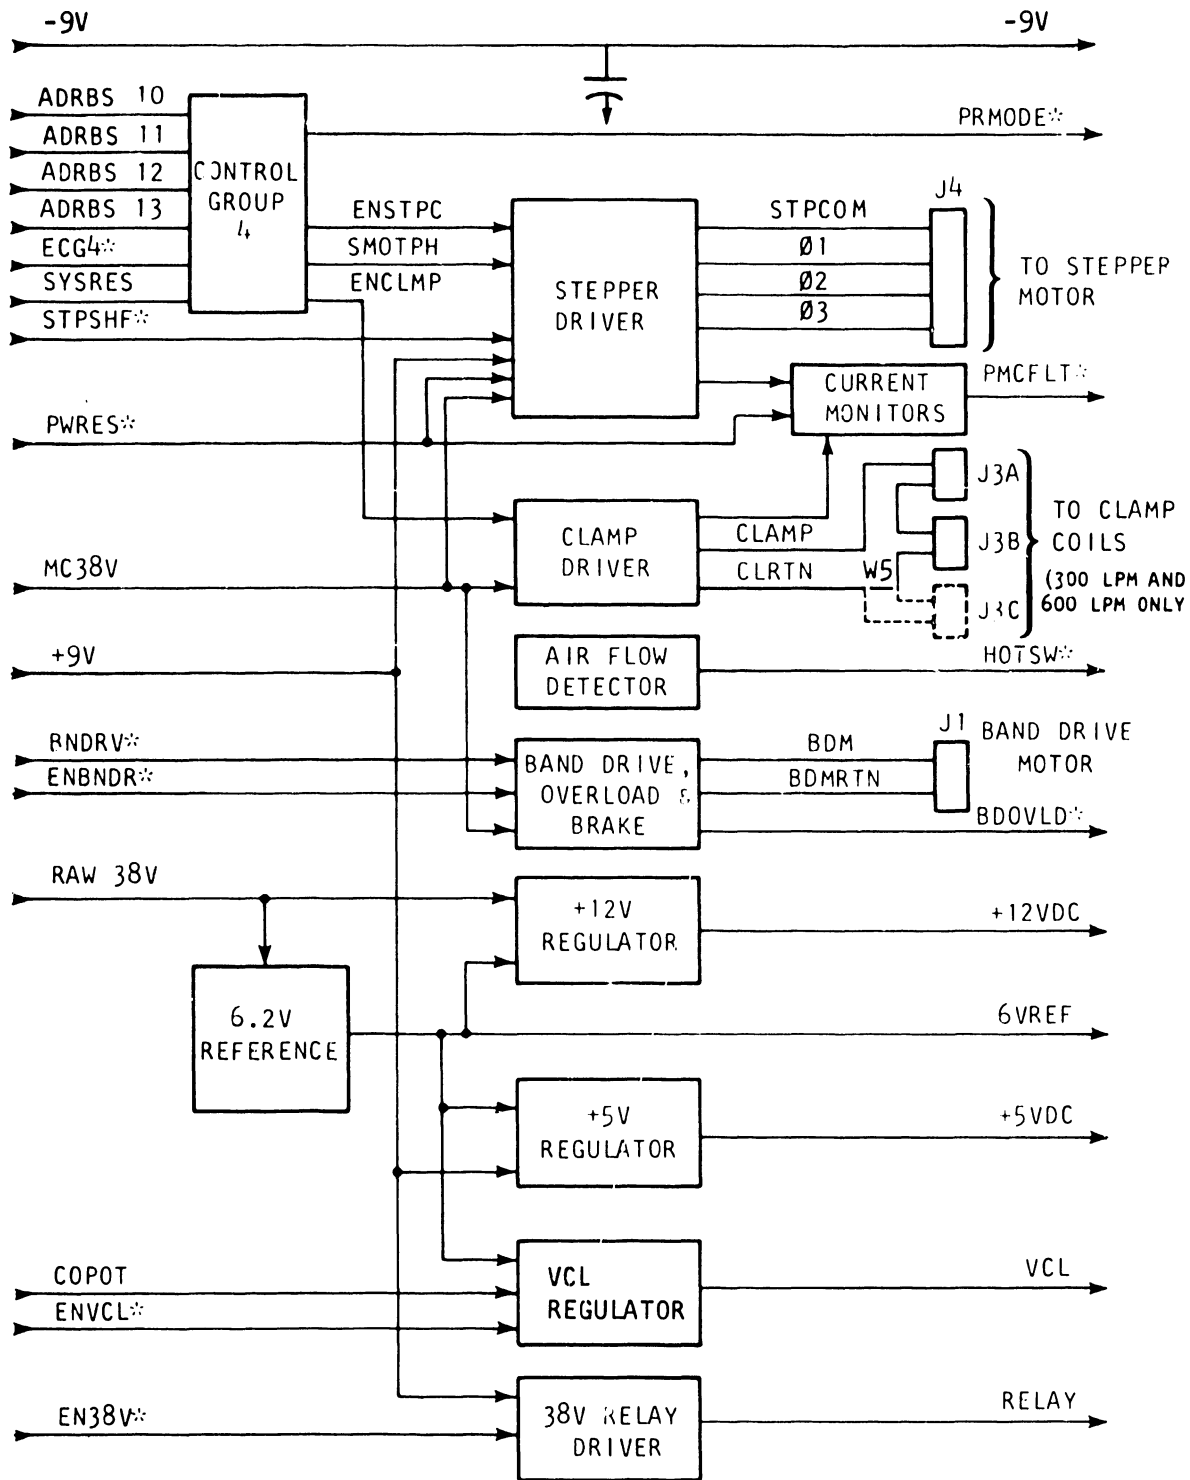 -9V
-9V
ADRBS 10
ADRBS 11
ADRBS 12
ADRBS 13
ECG4*
SYSRES
STPSHF*
CONTROL
GROUP
4
PRMODE*
ENSTPC
SMOTPH
ENCLMP
STEPPER
DRIVER
STPCOM
Ø1
Ø2
Ø3
J4
TO STEPPER
MOTOR
PWRES*
CURRENT
MONITORS
PMCFLT*
MC38V
CLAMP
DRIVER
CLAMP
CLRTN
W5
J3A
J3B
J3C
TO CLAMP
COILS
(300 LPM AND
600 LPM ONLY
+9V
AIR FLOW
DETECTOR
HOTSW*
BNDRV*
ENBNDR*
BAND DRIVE,
OVERLOAD &
BRAKE
BDM
BDMRTN
J1
BAND DRIVE
MOTOR
BDOVLD*
RAW 38V
+12V
REGULATOR
+12VDC
6.2V
REFERENCE
6VREF
+5V
REGULATOR
+5VDC
COPOT
ENVCL*
VCL
REGULATOR
VCL
EN38V*
38V RELAY
DRIVER
RELAY